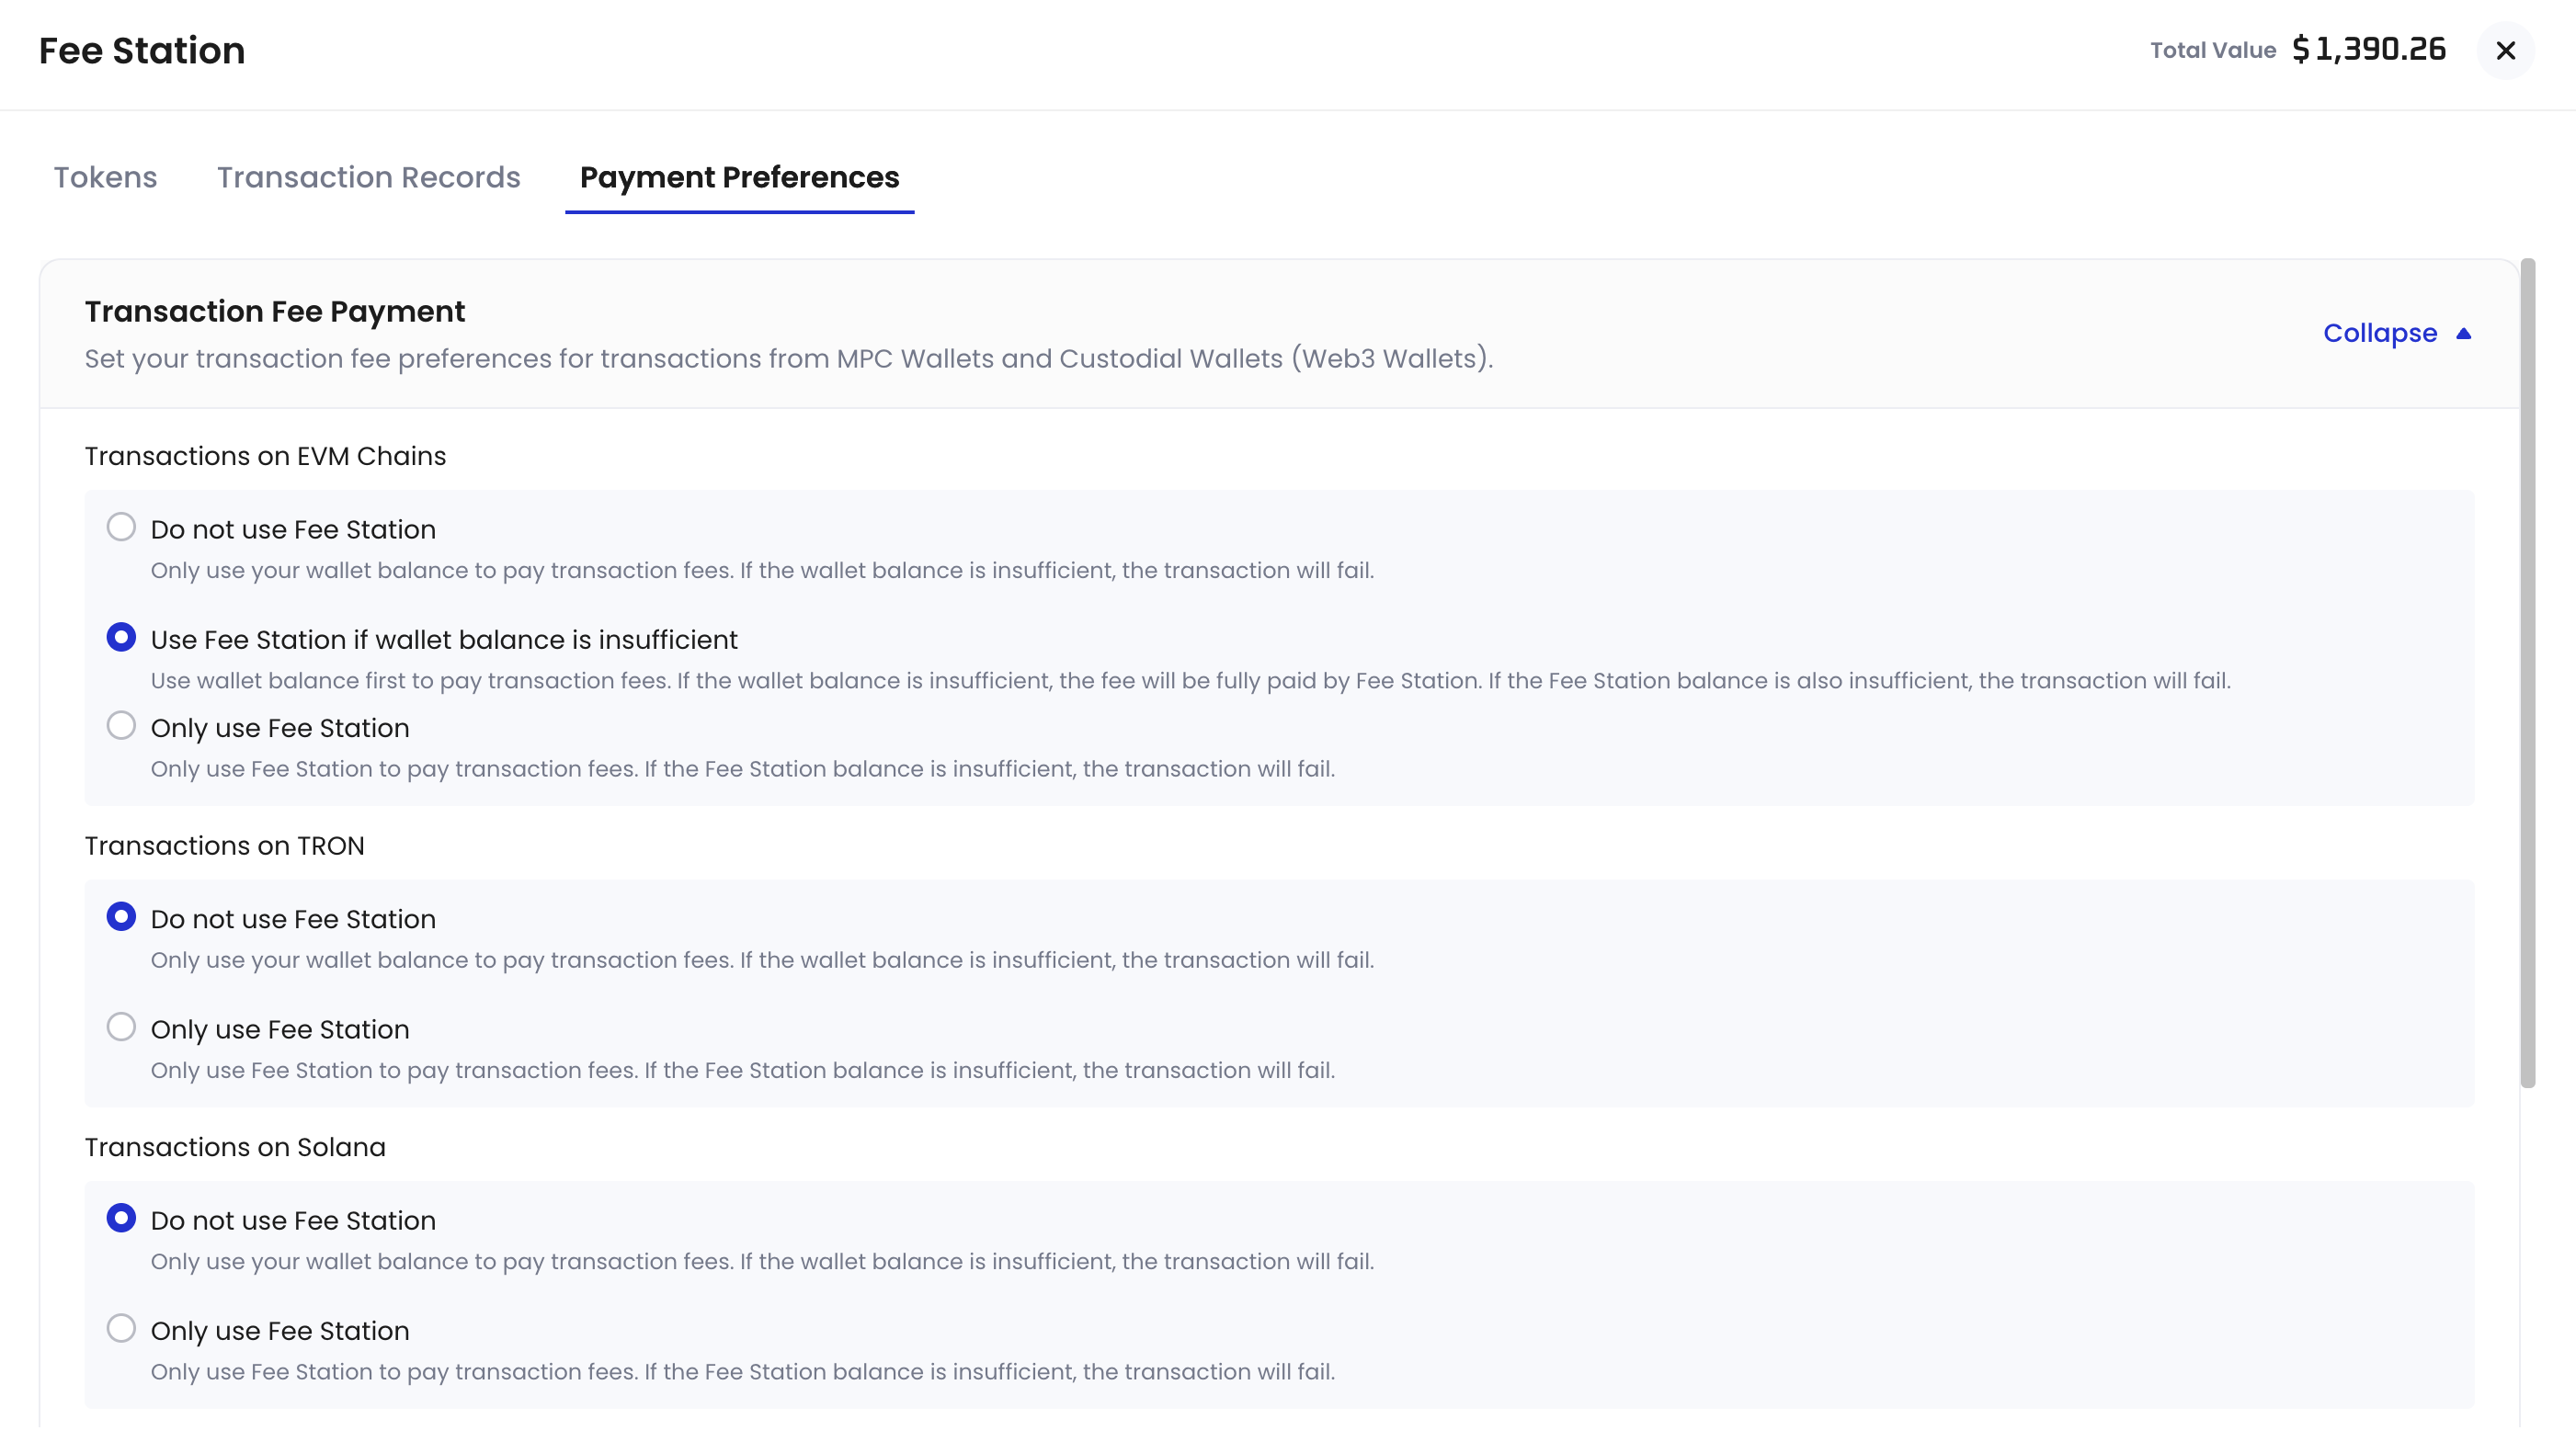 Fee Station
Total Value $1,390.26
Tokens
Transaction Records
Payment Preferences
Transaction Fee Payment
Set your transaction fee preferences for transactions from MPC Wallets and Custodial Wallets (Web3 Wallets).
Collapse
Transactions on EVM Chains
Do not use Fee Station
Only use your wallet balance to pay transaction fees. If the wallet balance is insufficient, the transaction will fail.
Use Fee Station if wallet balance is insufficient
Use wallet balance first to pay transaction fees. If the wallet balance is insufficient, the fee will be fully paid by Fee Station. If the Fee Station balance is also insufficient, the transaction will fail.
Only use Fee Station
Only use Fee Station to pay transaction fees. If the Fee Station balance is insufficient, the transaction will fail.
Transactions on TRON
Do not use Fee Station
Only use your wallet balance to pay transaction fees. If the wallet balance is insufficient, the transaction will fail.
Only use Fee Station
Only use Fee Station to pay transaction fees. If the Fee Station balance is insufficient, the transaction will fail.
Transactions on Solana
Do not use Fee Station
Only use your wallet balance to pay transaction fees. If the wallet balance is insufficient, the transaction will fail.
Only use Fee Station
Only use Fee Station to pay transaction fees. If the Fee Station balance is insufficient, the transaction will fail.